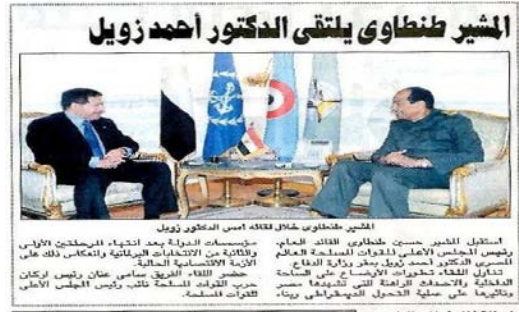 المشير طنطاوى يلتقى الدكتور أحمد زويل
المشير طنطاوى خلال لقائه أمس الدكتور زويل
استقبل المشير حسين طنطاوى القائد العام،
رئيس المجلس الأعلى للقوات المسلحة العالم
المصرى الدكتور أحمد زويل بمقر وزارة الدفاع
تناول اللقاء تطورات الأوضاع على الساحة
الداخلية والأحداث الراهنة التى تشهدها مصر
وتأثيرها على عملية التحول الديمقراطى وبناء
مؤسسات الدولة بعد انتهاء المرحلتين الأولى
والثانية من الانتخابات البرلمانية وانعكاس ذلك على
الأزمة الاقتصادية الحالية.
حضر اللقاء الفريق سامى عنان رئيس أركان
حرب القوات المسلحة نائب رئيس المجلس الأعلى
للقوات المسلحة.